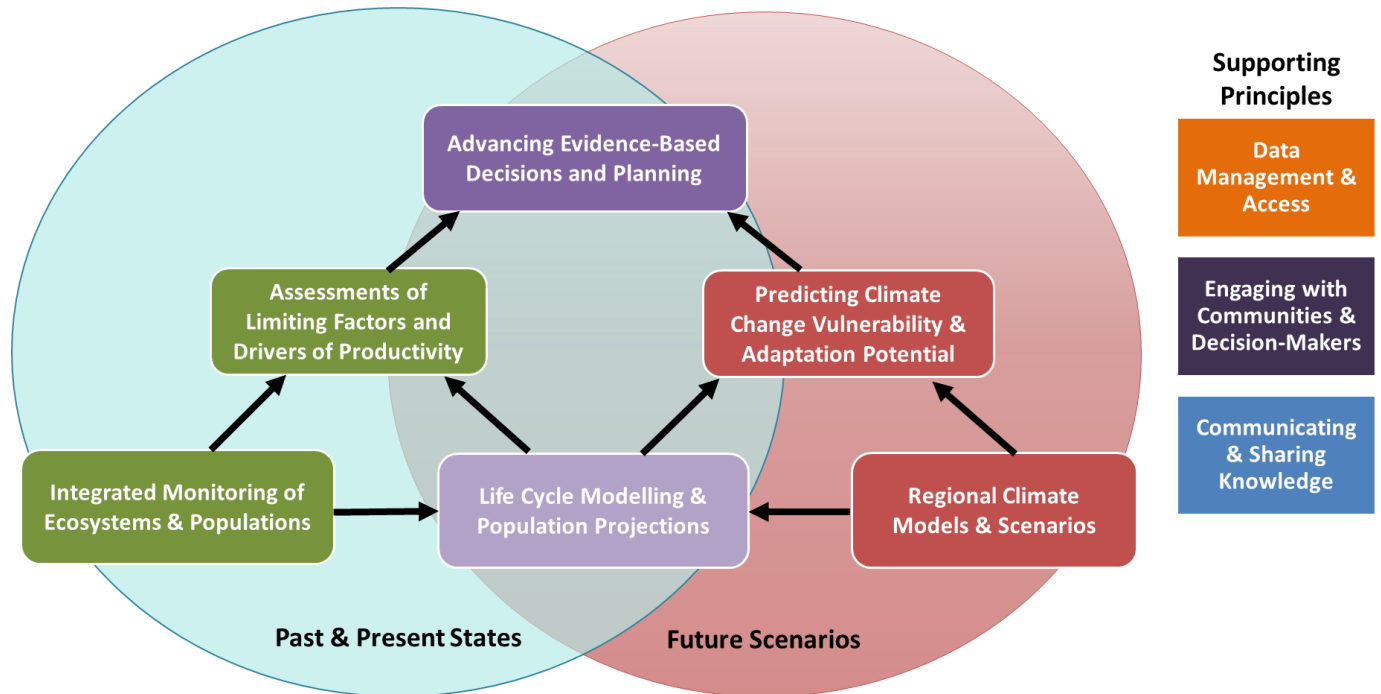 Supporting
Principles
Advancing Evidence-Based
Decisions and Planning
Data
Management &
Access
Assessments of
Limiting Factors and
Drivers of Productivity
Predicting Climate
Change Vulnerability &
Adaptation Potential
Engaging with
Communities &
Decision-Makers
Integrated Monitoring of
Ecosystems & Populations
Life Cycle Modelling &
Population Projections
Regional Climate
Models & Scenarios
Communicating
& Sharing
Knowledge
Past & Present States
Future Scenarios